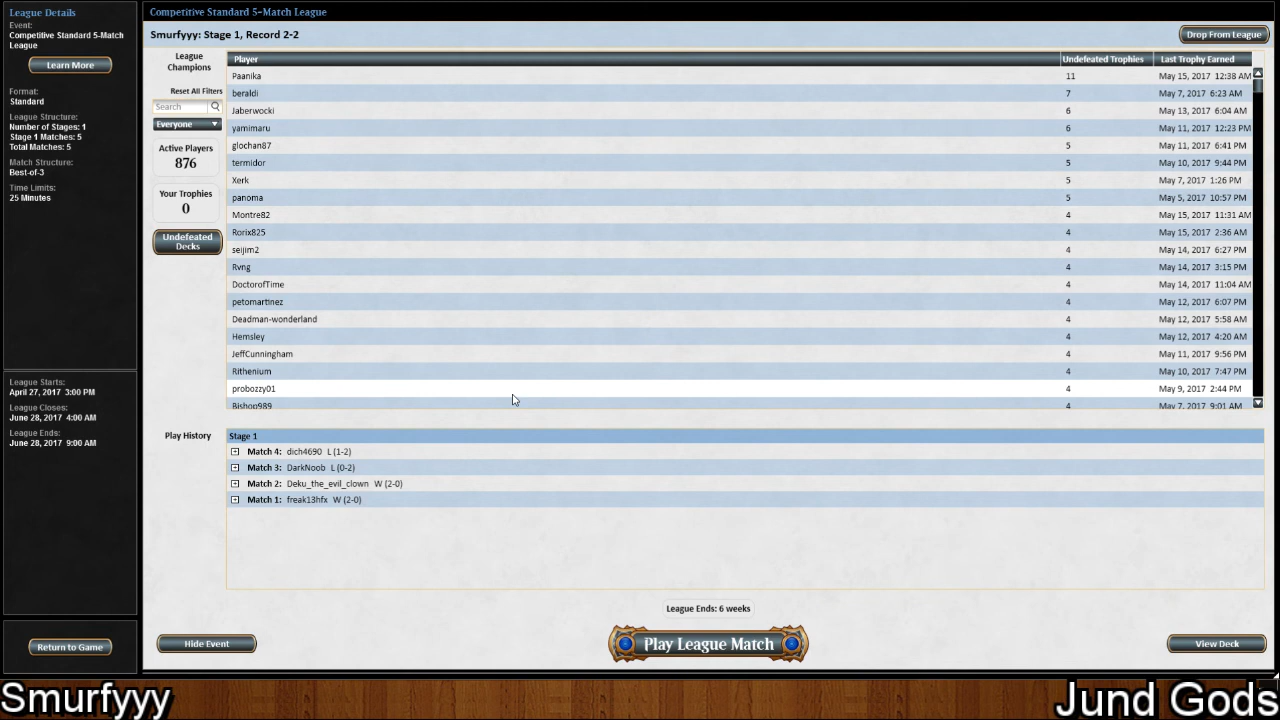 League Details
Event:
Competitive Standard 5-Match
League
Learn More
Format:
Standard
League Structure:
Number of Stages: 1
Stage 1 Matches: 5
Total Matches: 5
Match Structure:
Best-of-3
Time Limits:
25 Minutes
League Starts:
April 27, 2017 3:00 PM
League Closes:
June 28, 2017 4:00 AM
League Ends:
June 28, 2017 9:00 AM
Return to Game
Competitive Standard 5-Match League
Smurfyyy: Stage 1, Record 2-2
Drop From League
League
Champions
Reset All Filters
Search
Everyone
Active Players
876
Your Trophies
0
Undefeated
Decks
Player Undefeated Trophies Last Trophy Earned
Paanika 11 May 15, 2017 12:38 AM
beraldi 7 May 7, 2017 6:23 AM
Jaberwocki 6 May 13, 2017 6:04 AM
yamimaru 6 May 11, 2017 12:23 PM
glochan87 5 May 11, 2017 6:41 PM
termidor 5 May 10, 2017 9:44 PM
Xerk 5 May 7, 2017 1:26 PM
panoma 5 May 5, 2017 10:57 PM
Montre82 4 May 15, 2017 11:31 AM
Rorix825 4 May 15, 2017 2:36 AM
seijim2 4 May 14, 2017 6:27 PM
Rvng 4 May 14, 2017 3:15 PM
DoctorofTime 4 May 14, 2017 11:04 AM
petomartinez 4 May 12, 2017 6:07 PM
Deadman-wonderland 4 May 12, 2017 5:58 AM
Hemsley 4 May 12, 2017 4:20 AM
JeffCunningham 4 May 11, 2017 9:56 PM
Rithenium 4 May 10, 2017 7:47 PM
probozzy01 4 May 9, 2017 2:44 PM
Bishop989 4 May 7, 2017 9:01 AM
Play History
Stage 1
Match 4: dich4690 L (1-2)
Match 3: DarkNoob L (0-2)
Match 2: Deku_the_evil_clown W (2-0)
Match 1: freak13hfx W (2-0)
League Ends: 6 weeks
Hide Event
Play League Match
View Deck
Smurfyyy
Jund Gods